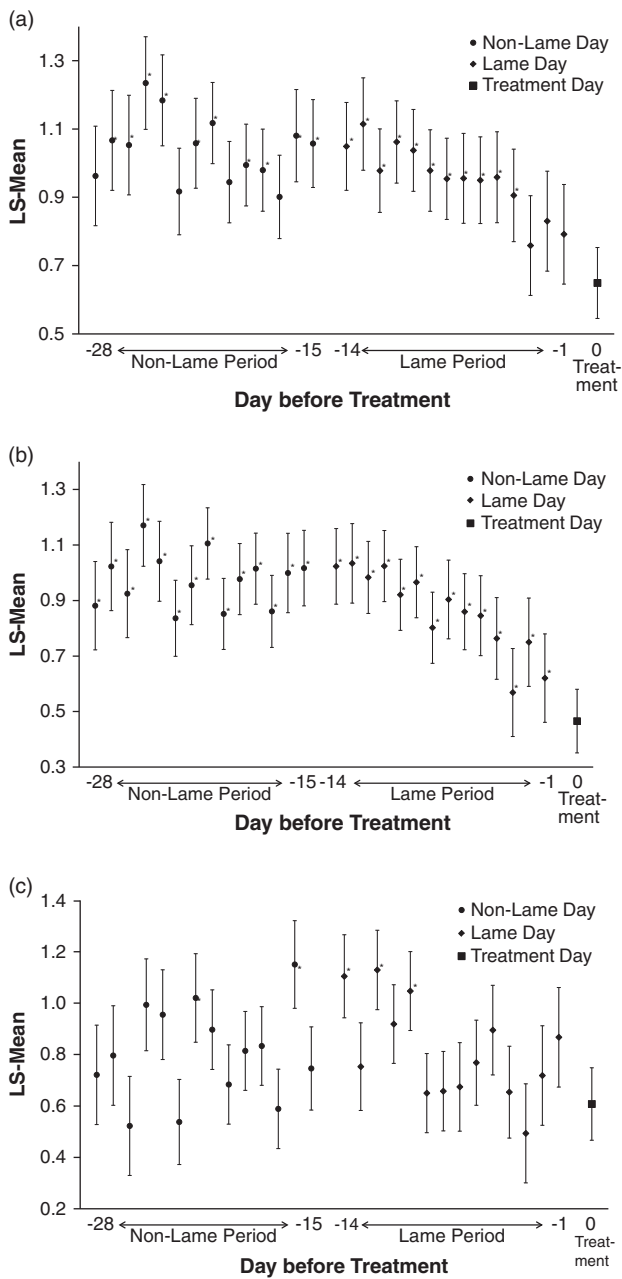 (a)
1.3
1.1
0.9
0.7
0.5
LS-Mean
Non-Lame Day
Lame Day
Treatment Day
-28 Non-Lame Period -15 -14 Lame Period -1 0
Treat-
ment
Day before Treatment
(b)
1.3
1.1
0.9
0.7
0.5
0.3
LS-Mean
Non-Lame Day
Lame Day
Treatment Day
-28 Non-Lame Period -15 -14 Lame Period -1 0
Treat-
ment
Day before Treatment
(c)
1.4
1.2
1.0
0.8
0.6
0.4
0.2
LS-Mean
Non-Lame Day
Lame Day
Treatment Day
-28 Non-Lame Period -15 -14 Lame Period -1 0
Treat-
ment
Day before Treatment